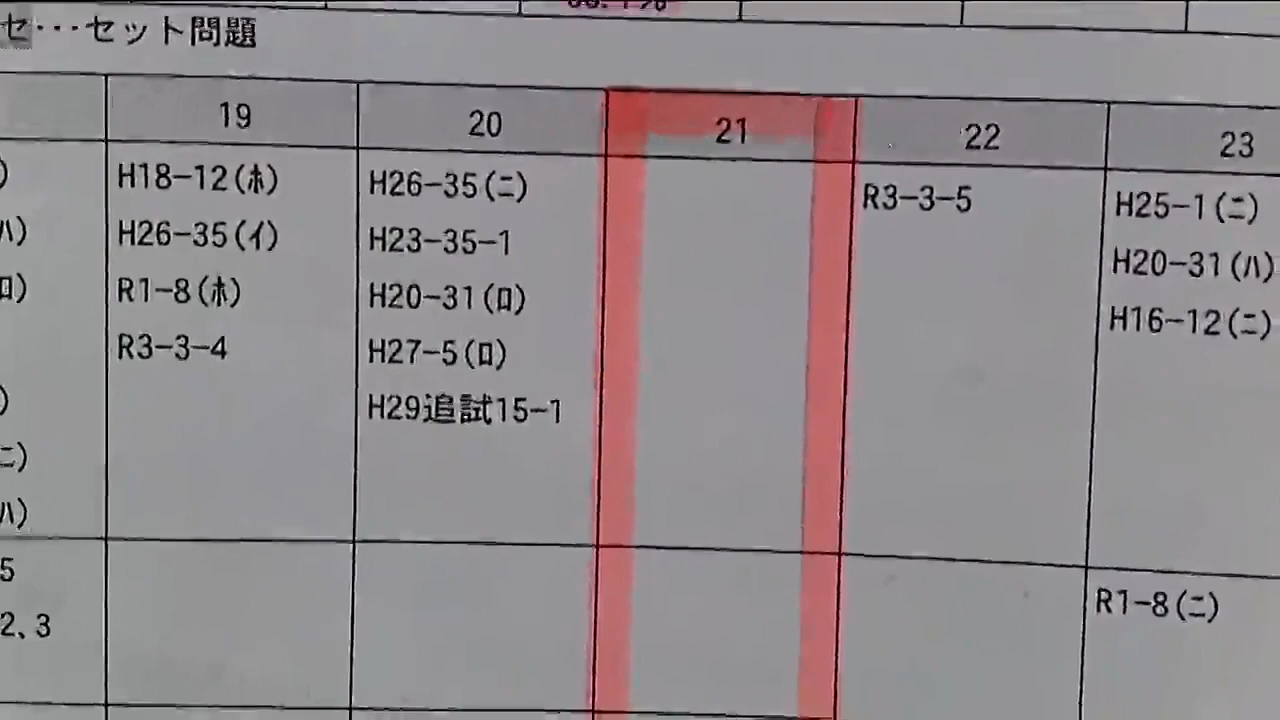 セ･･･セット問題
19
20
21
22
23
H18-12(ホ)
H26-35(イ)
R1-8(ホ)
R3-3-4
H26-35(ニ)
H23-35-1
H20-31(ロ)
H27-5(ロ)
H29追試15-1
R3-3-5
H25-1(ニ)
H20-31(ハ)
H16-12(ニ)
)
ハ)
ロ)
)
ニ)
ハ)
5
2、3
R1-8(ニ)